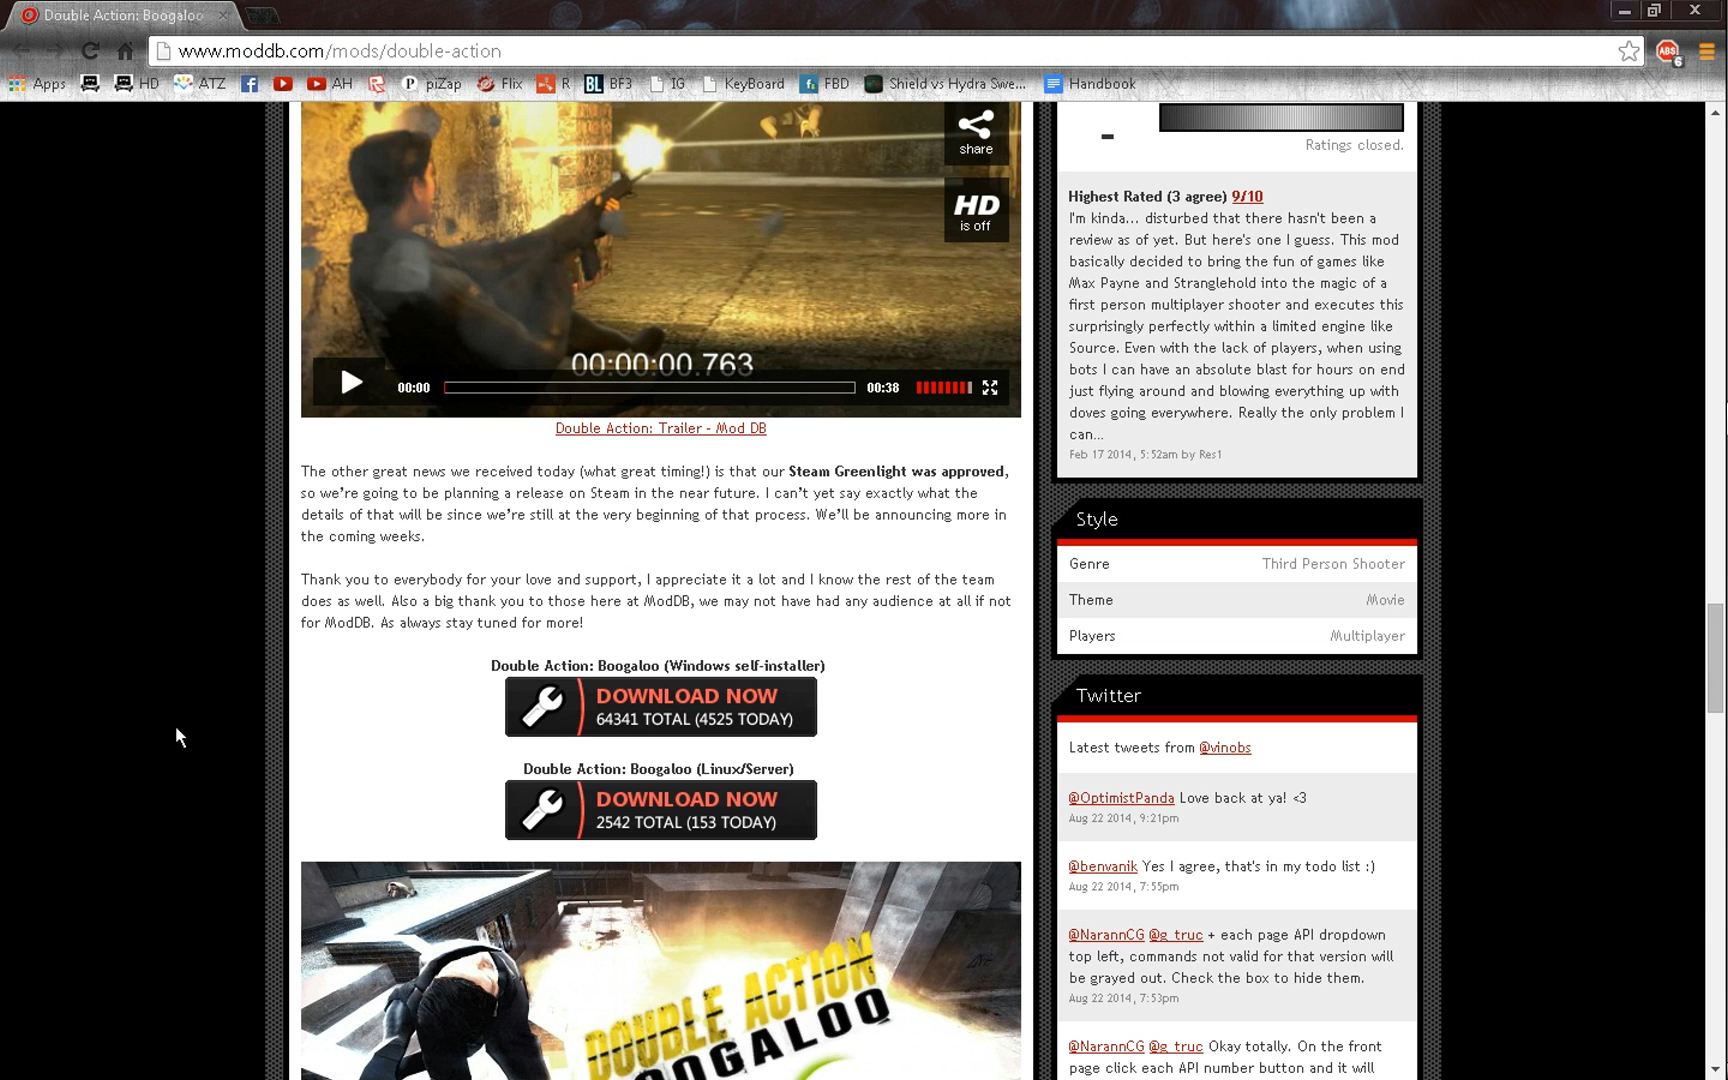 Double Action: Boogaloo
www.moddb.com/mods/double-action
ABS
6
Apps
HD
ATZ
AH
piZap
Flix
R
BL
BF3
IG
KeyBoard
FBD
Shield vs Hydra Swe...
Handbook
share
HD
is off
00:00:00.763
00:00
00:38
Double Action: Trailer - Mod DB
The other great news we received today (what great timing!) is that our Steam Greenlight was approved,
so we're going to be planning a release on Steam in the near future. I can't yet say exactly what the
details of that will be since we're still at the very beginning of that process. We'll be announcing more in
the coming weeks.
Thank you to everybody for your love and support, I appreciate it a lot and I know the rest of the team
does as well. Also a big thank you to those here at ModDB, we may not have had any audience at all if not
for ModDB. As always stay tuned for more!
Double Action: Boogaloo (Windows self-installer)
DOWNLOAD NOW
64341 TOTAL (4525 TODAY)
Double Action: Boogaloo (Linux/Server)
DOWNLOAD NOW
2542 TOTAL (153 TODAY)
DOUBLE ACTION
BOOGALOO
-
Ratings closed.
Highest Rated (3 agree) 9/10
I'm kinda... disturbed that there hasn't been a
review as of yet. But here's one I guess. This mod
basically decided to bring the fun of games like
Max Payne and Stranglehold into the magic of a
first person multiplayer shooter and executes this
surprisingly perfectly within a limited engine like
Source. Even with the lack of players, when using
bots I can have an absolute blast for hours on end
just flying around and blowing everything up with
doves going everywhere. Really the only problem I
can...
Feb 17 2014, 5:52am by Res1
Style
Genre Third Person Shooter
Theme Movie
Players Multiplayer
Twitter
Latest tweets from @vinobs
@OptimistPanda Love back at ya! <3
Aug 22 2014, 9:21pm
@benvanik Yes I agree, that's in my todo list :)
Aug 22 2014, 7:55pm
@NarannCG @g_truc + each page API dropdown
top left, commands not valid for that version will
be grayed out. Check the box to hide them.
Aug 22 2014, 7:53pm
@NarannCG @g_truc Okay totally. On the front
page click each API number button and it will